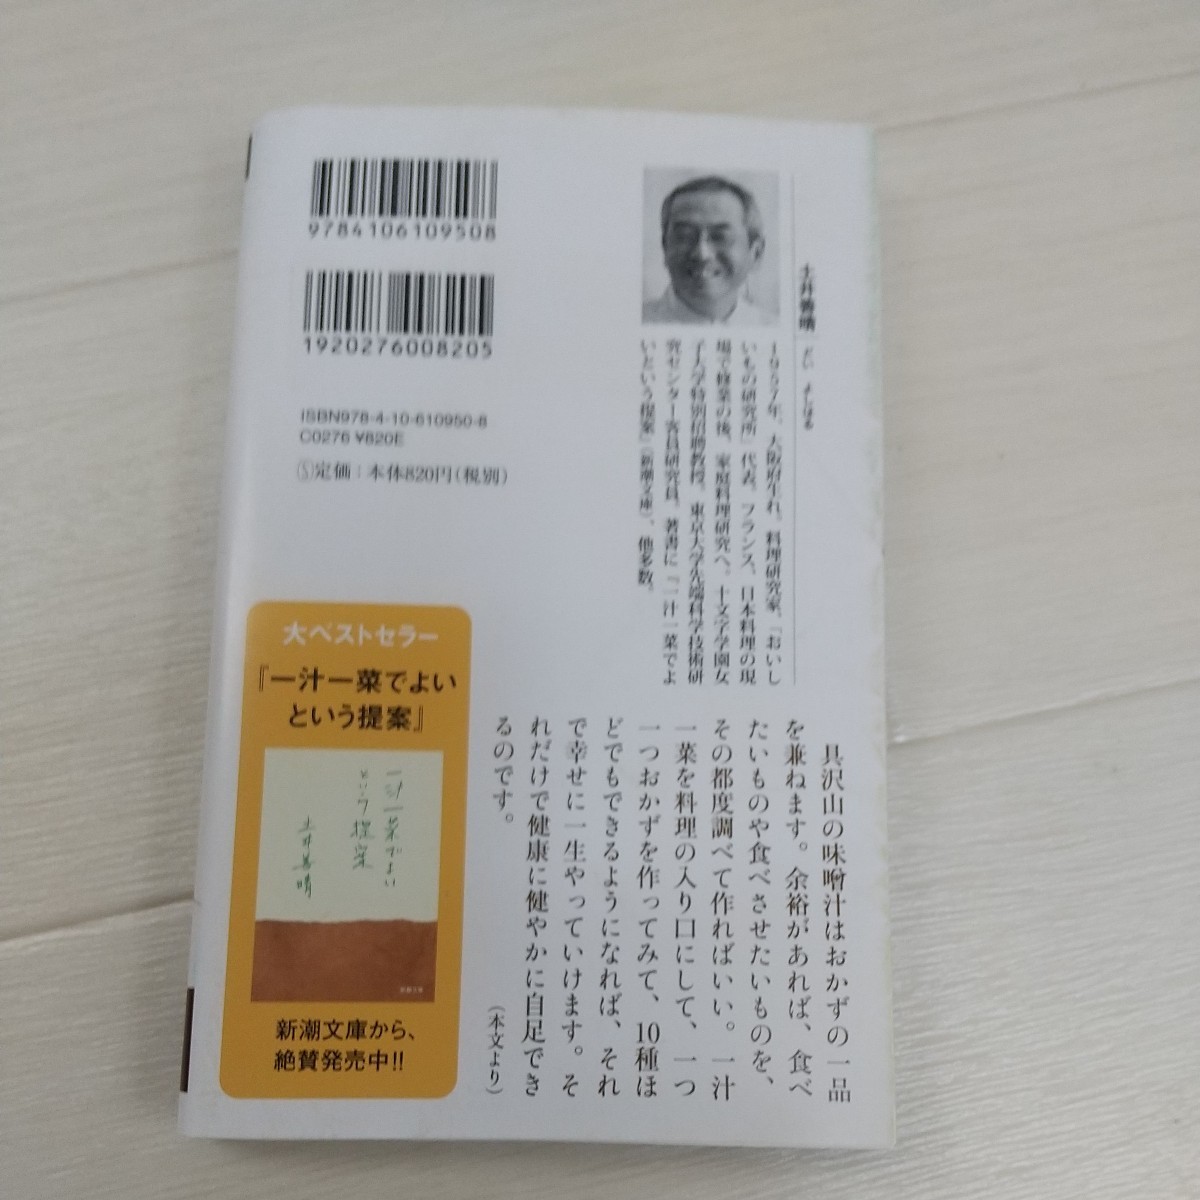 9784106109508
1920276008205
ISBN978-4-10-610950-8
C0276 ¥820E
Ⓢ定価：本体820円(税別)
土井善晴 どい よしはる
1957年、大阪府生れ。料理研究家、「おいし
いもの研究所」代表。フランス、日本料理の現
場で修業の後、家庭料理研究へ。十文字学園女
子大学特別招聘教授。東京大学先端科学技術研
究センター客員研究員。著書に『一汁一菜でよ
いという提案』（新潮文庫）、他多数。
具沢山の味噌汁はおかずの一品
を兼ねます。余裕があれば、食べ
たいものや食べさせたいものを、
その都度調べて作ればいい。一汁
一菜を料理の入り口にして、一つ
一つおかずを作ってみて、10種ほ
どでもできるようになれば、それ
で幸せに一生やっていけます。そ
れだけで健康に健やかに自足でき
るのです。
（本文より）
大ベストセラー
『一汁一菜でよい
という提案』
一汁一菜でよい
という提案
土井善晴
新潮文庫
新潮文庫から、
絶賛発売中!!